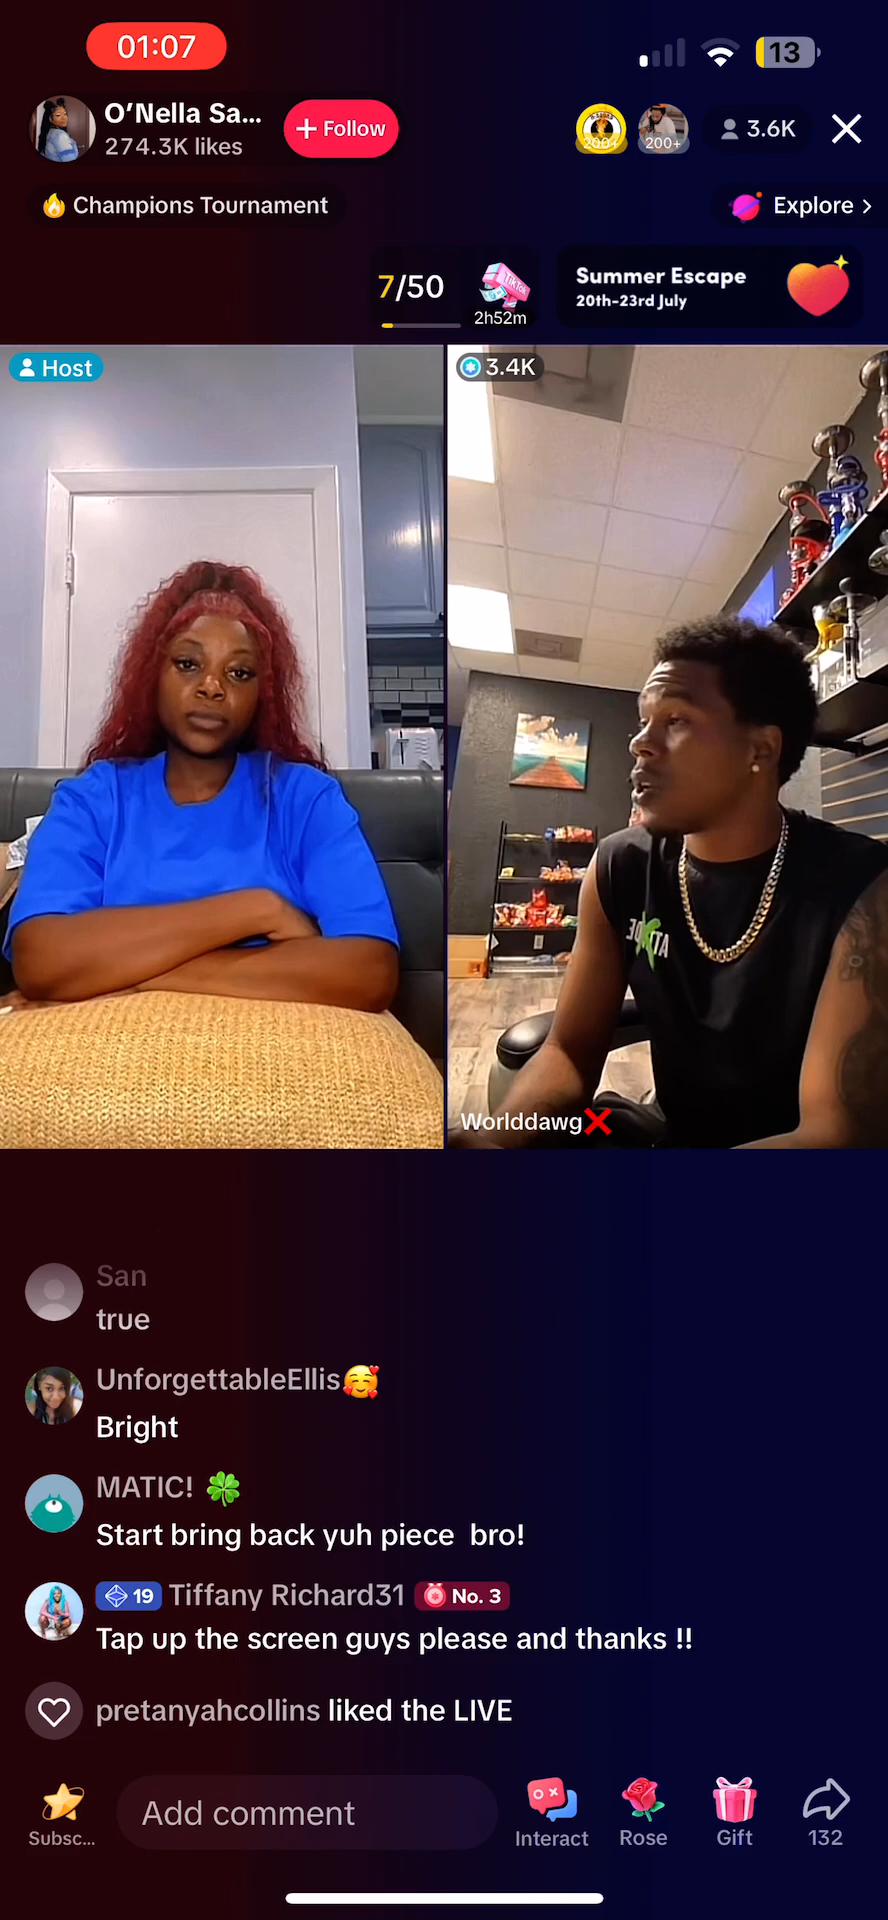 01:07
13
O’Nella Sa...
274.3K likes
+ Follow
200+
200+
3.6K
Champions Tournament
Explore >
7/50
TikTok
2h52m
Summer Escape
20th-23rd July
Host
3.4K
Worlddawg
San
true
UnforgettableEllis
Bright
MATIC!
Start bring back yuh piece bro!
19 Tiffany Richard31 No. 3
Tap up the screen guys please and thanks !!
pretanyahcollins liked the LIVE
Subsc...
Add comment
Interact
Rose
Gift
132